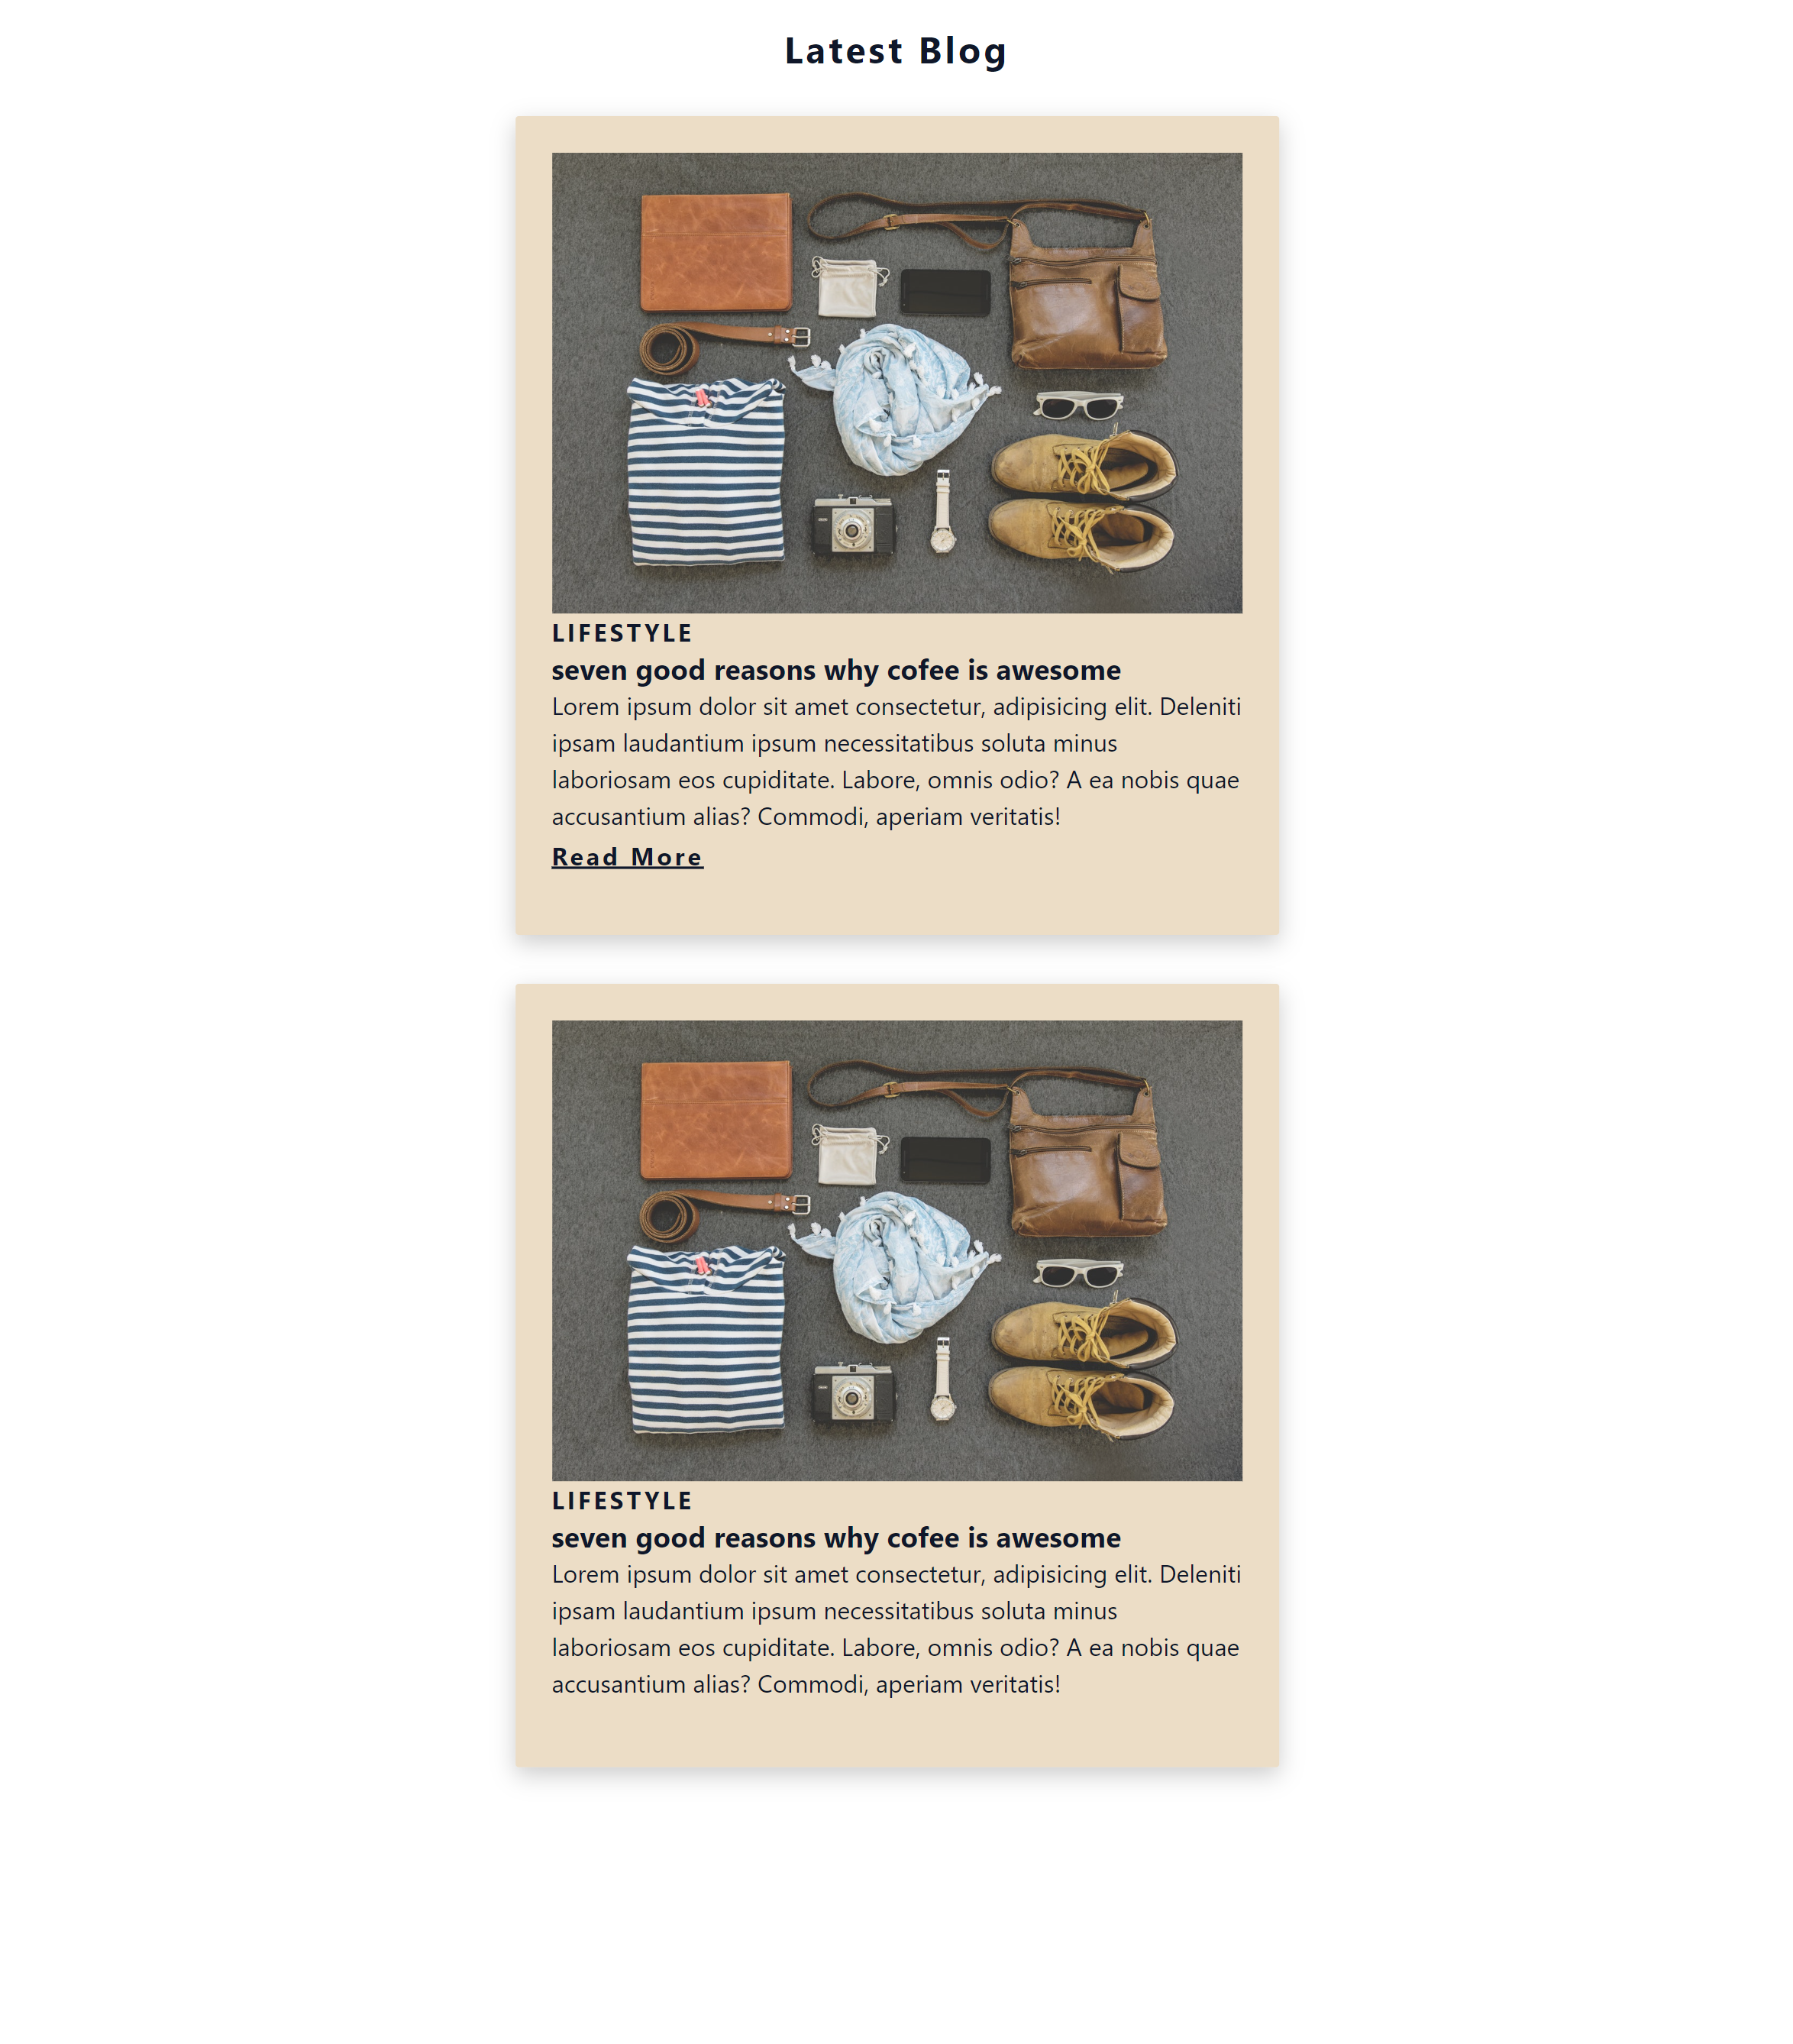 Latest Blog
LIFESTYLE
seven good reasons why cofee is awesome
Lorem ipsum dolor sit amet consectetur, adipisicing elit. Deleniti
ipsam laudantium ipsum necessitatibus soluta minus
laboriosam eos cupiditate. Labore, omnis odio? A ea nobis quae
accusantium alias? Commodi, aperiam veritatis!
Read More
LIFESTYLE
seven good reasons why cofee is awesome
Lorem ipsum dolor sit amet consectetur, adipisicing elit. Deleniti
ipsam laudantium ipsum necessitatibus soluta minus
laboriosam eos cupiditate. Labore, omnis odio? A ea nobis quae
accusantium alias? Commodi, aperiam veritatis!